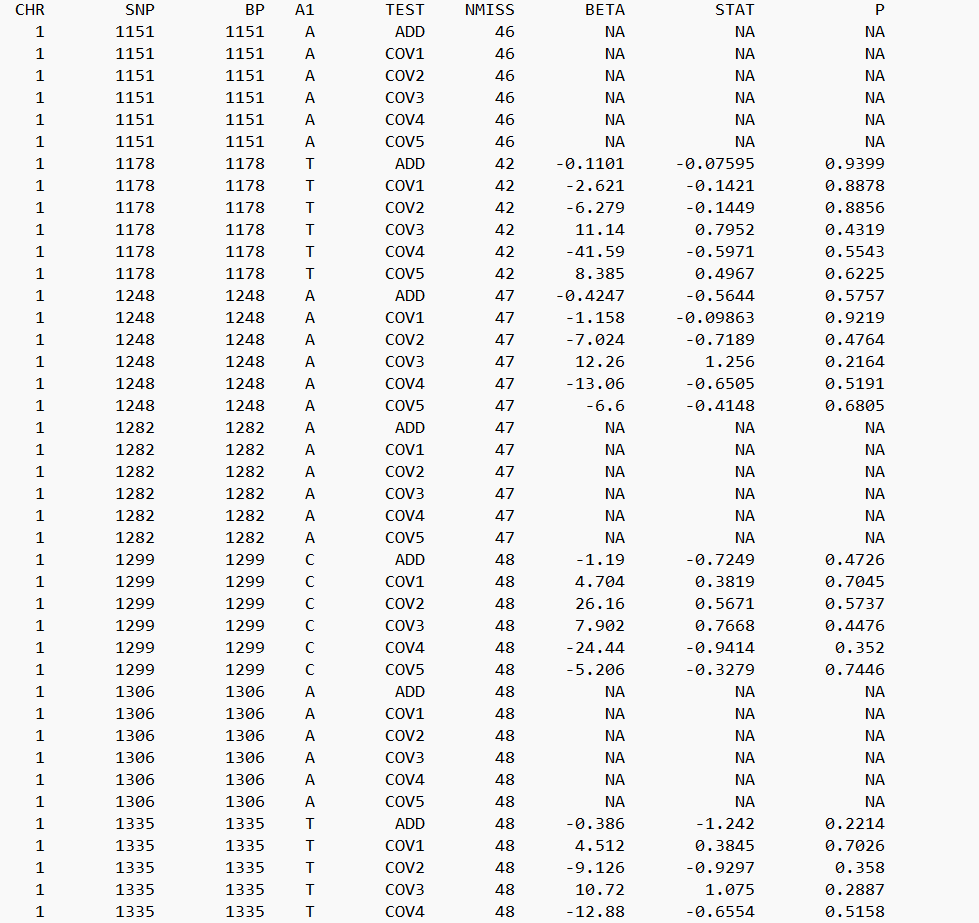 CHR SNP BP A1 TEST NMISS BETA STAT P
1 1151 1151 A ADD 46 NA NA NA
1 1151 1151 A COV1 46 NA NA NA
1 1151 1151 A COV2 46 NA NA NA
1 1151 1151 A COV3 46 NA NA NA
1 1151 1151 A COV4 46 NA NA NA
1 1151 1151 A COV5 46 NA NA NA
1 1178 1178 T ADD 42 -0.1101 -0.07595 0.9399
1 1178 1178 T COV1 42 -2.621 -0.1421 0.8878
1 1178 1178 T COV2 42 -6.279 -0.1449 0.8856
1 1178 1178 T COV3 42 11.14 0.7952 0.4319
1 1178 1178 T COV4 42 -41.59 -0.5971 0.5543
1 1178 1178 T COV5 42 8.385 0.4967 0.6225
1 1248 1248 A ADD 47 -0.4247 -0.5644 0.5757
1 1248 1248 A COV1 47 -1.158 -0.09863 0.9219
1 1248 1248 A COV2 47 -7.024 -0.7189 0.4764
1 1248 1248 A COV3 47 12.26 1.256 0.2164
1 1248 1248 A COV4 47 -13.06 -0.6505 0.5191
1 1248 1248 A COV5 47 -6.6 -0.4148 0.6805
1 1282 1282 A ADD 47 NA NA NA
1 1282 1282 A COV1 47 NA NA NA
1 1282 1282 A COV2 47 NA NA NA
1 1282 1282 A COV3 47 NA NA NA
1 1282 1282 A COV4 47 NA NA NA
1 1282 1282 A COV5 47 NA NA NA
1 1299 1299 C ADD 48 -1.19 -0.7249 0.4726
1 1299 1299 C COV1 48 4.704 0.3819 0.7045
1 1299 1299 C COV2 48 26.16 0.5671 0.5737
1 1299 1299 C COV3 48 7.902 0.7668 0.4476
1 1299 1299 C COV4 48 -24.44 -0.9414 0.352
1 1299 1299 C COV5 48 -5.206 -0.3279 0.7446
1 1306 1306 A ADD 48 NA NA NA
1 1306 1306 A COV1 48 NA NA NA
1 1306 1306 A COV2 48 NA NA NA
1 1306 1306 A COV3 48 NA NA NA
1 1306 1306 A COV4 48 NA NA NA
1 1306 1306 A COV5 48 NA NA NA
1 1335 1335 T ADD 48 -0.386 -1.242 0.2214
1 1335 1335 T COV1 48 4.512 0.3845 0.7026
1 1335 1335 T COV2 48 -9.126 -0.9297 0.358
1 1335 1335 T COV3 48 10.72 1.075 0.2887
1 1335 1335 T COV4 48 -12.88 -0.6554 0.5158